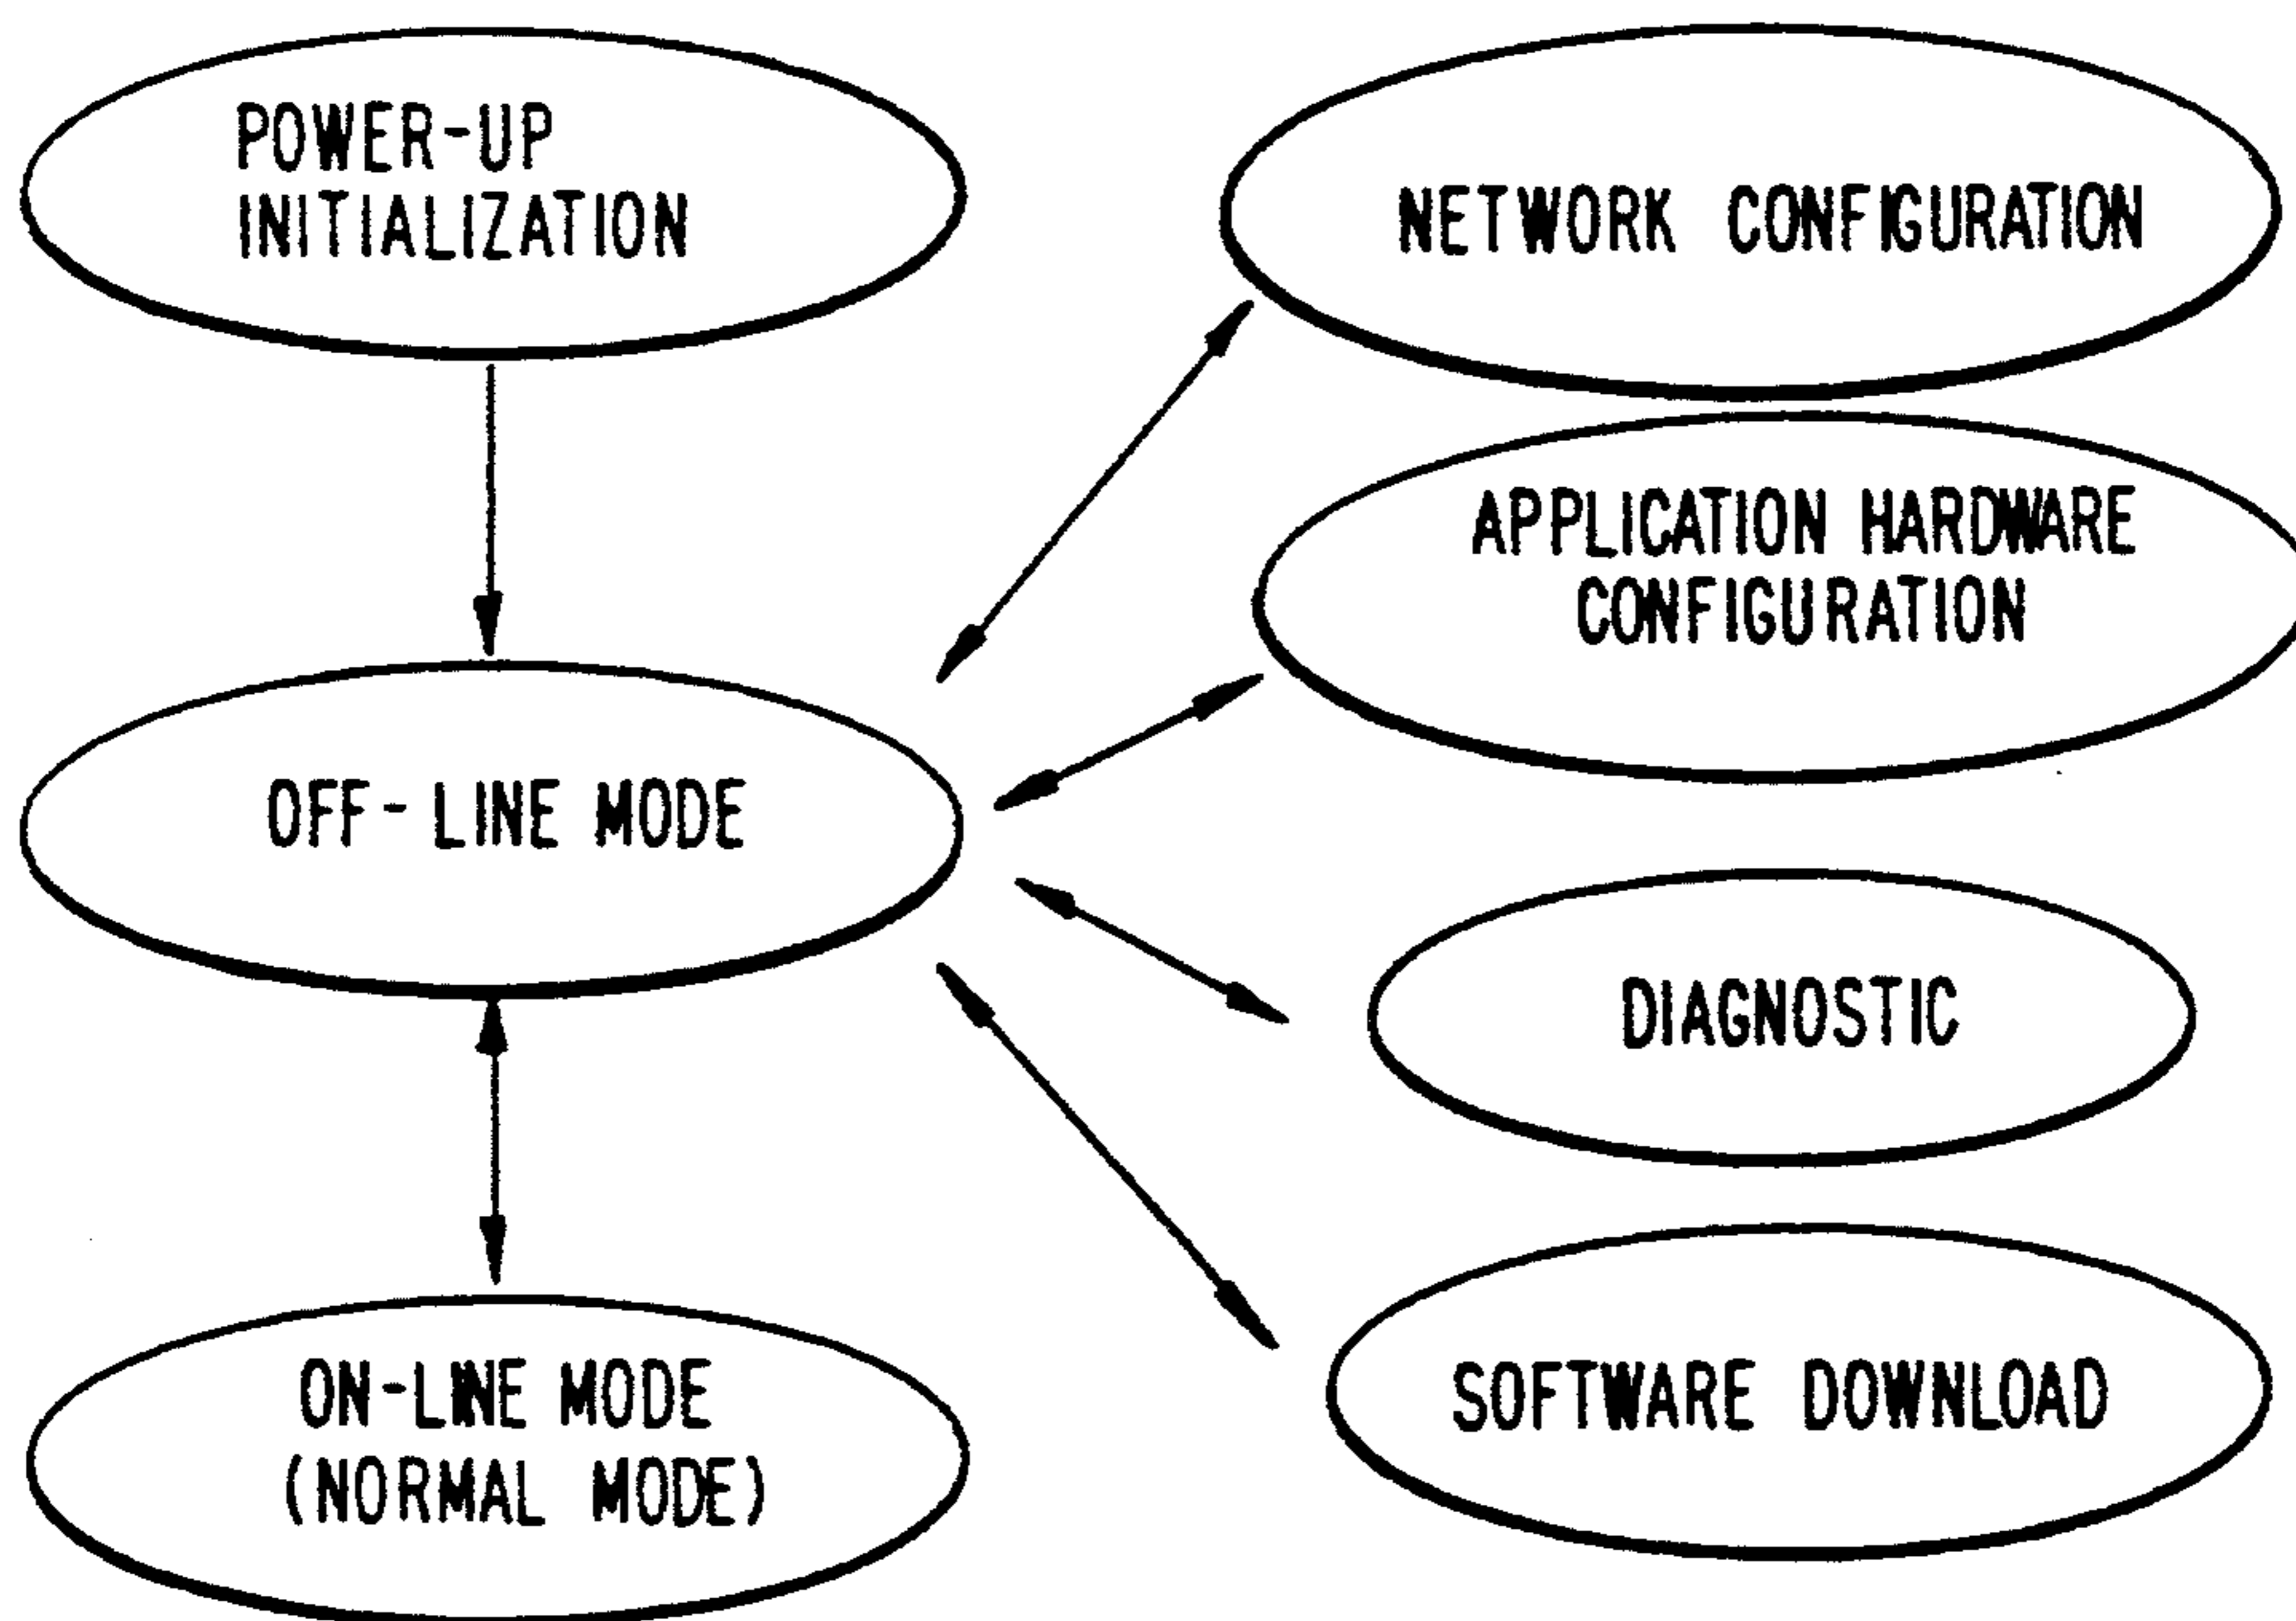 POWER-UP
INITIALIZATION
NETWORK CONFIGURATION
APPLICATION HARDWARE
CONFIGURATION
OFF-LINE MODE
DIAGNOSTIC
ON-LINE MODE
(NORMAL MODE)
SOFTWARE DOWNLOAD